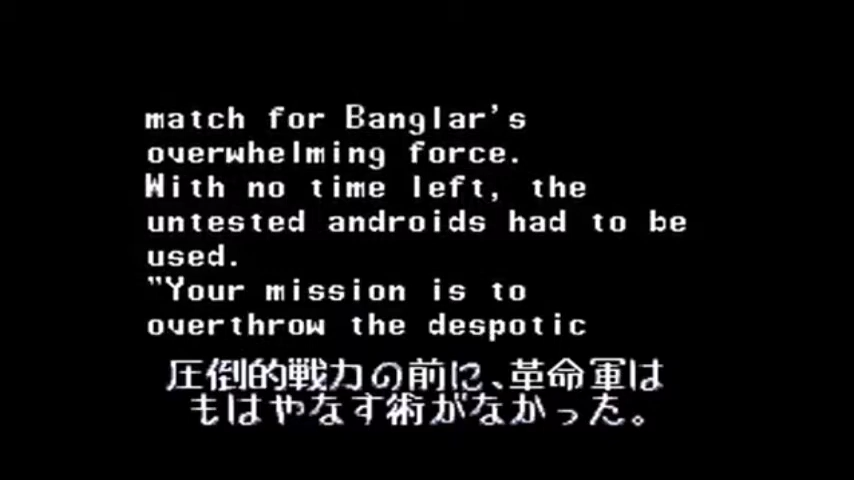 match for Banglar's
overwhelming force.
With no time left, the
untested androids had to be
used.
"Your mission is to
overthrow the despotic
圧倒的戦力の前に、革命軍は
もはやなす術がなかった。